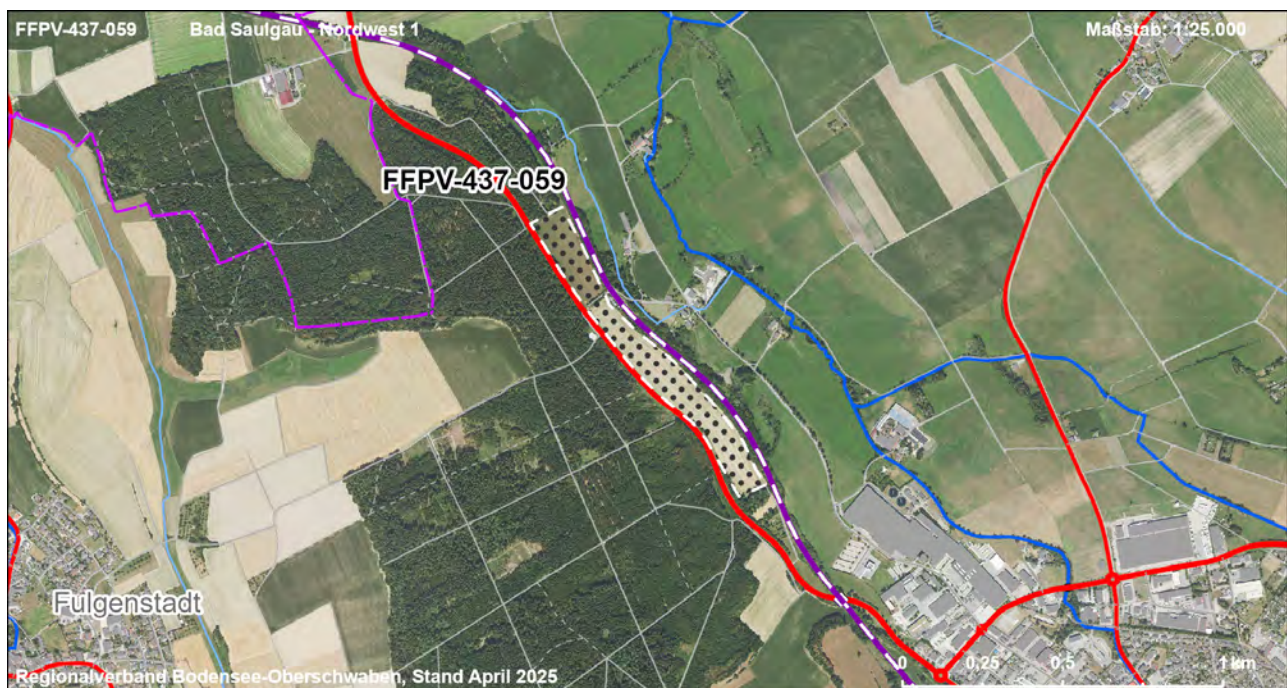 FFPV-437-059 Bad Saulgau - Nordwest 1 Maßstab: 1:25.000
FFPV-437-059
Fulgenstadt
Regionalverband Bodensee-Oberschwaben, Stand April 2025
0 0,25 0,5 1 km